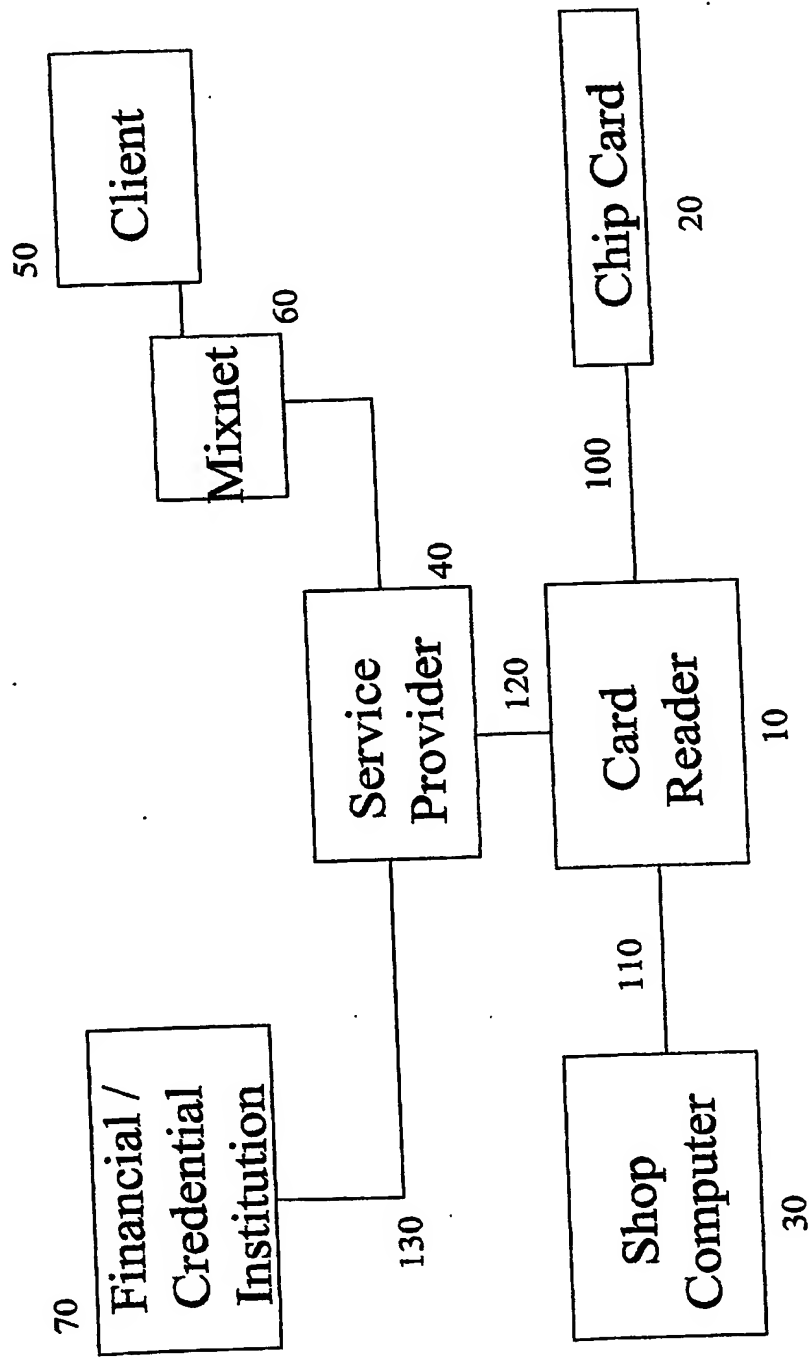 70
Financial /
Credential
Institution
130
50
Client
Mixnet
60
Service
Provider
40
120
Shop
Computer
30
110
Card
Reader
10
100
Chip Card
20